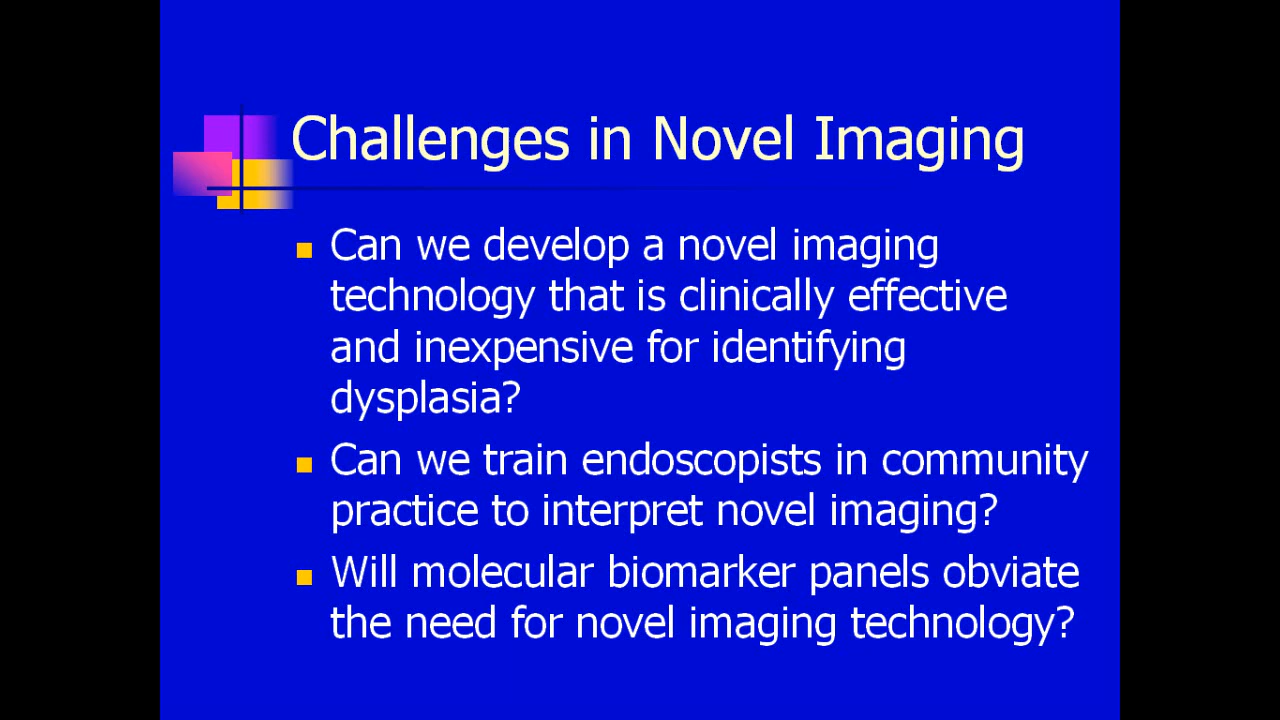 Challenges in Novel Imaging
Can we develop a novel imaging
technology that is clinically effective
and inexpensive for identifying
dysplasia?
Can we train endoscopists in community
practice to interpret novel imaging?
Will molecular biomarker panels obviate
the need for novel imaging technology?